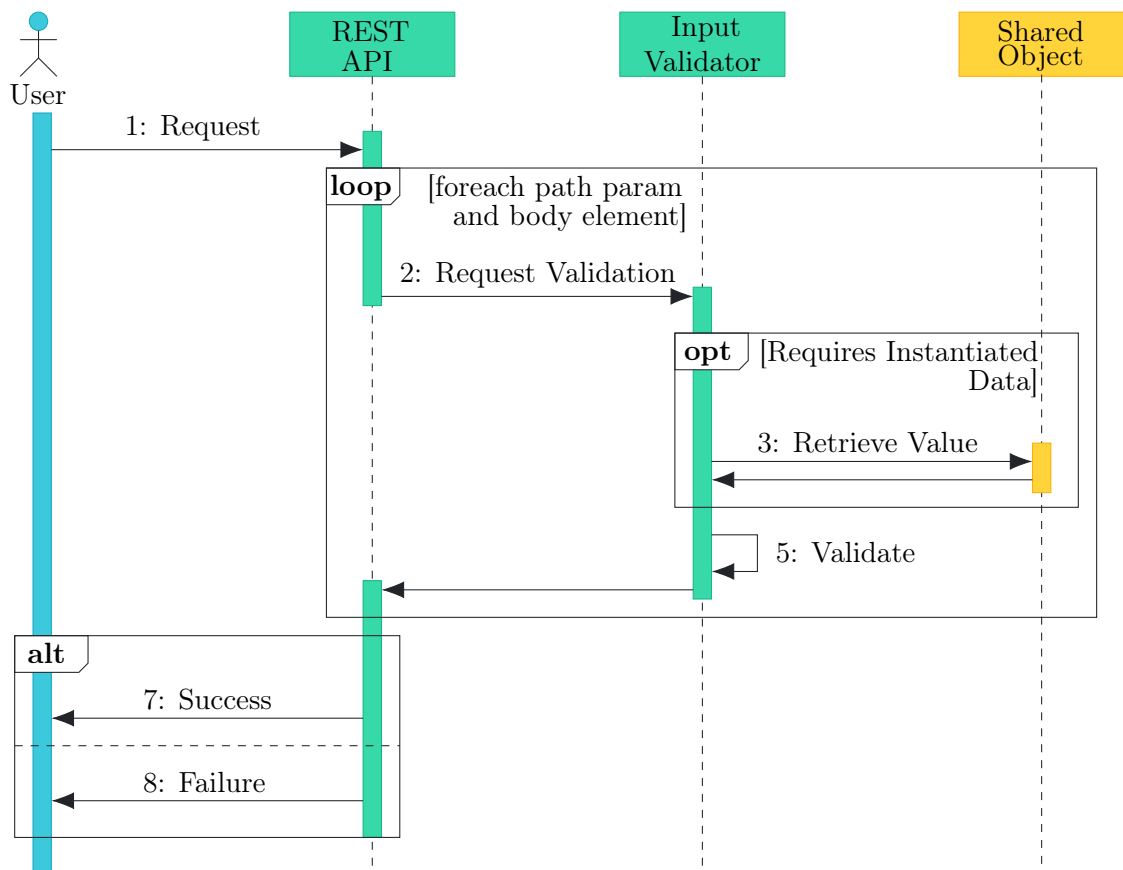 User
REST
API
Input
Validator
Shared
Object
1: Request
loop
[foreach path param
and body element]
2: Request Validation
opt
[Requires Instantiated
Data]
3: Retrieve Value
5: Validate
alt
7: Success
8: Failure